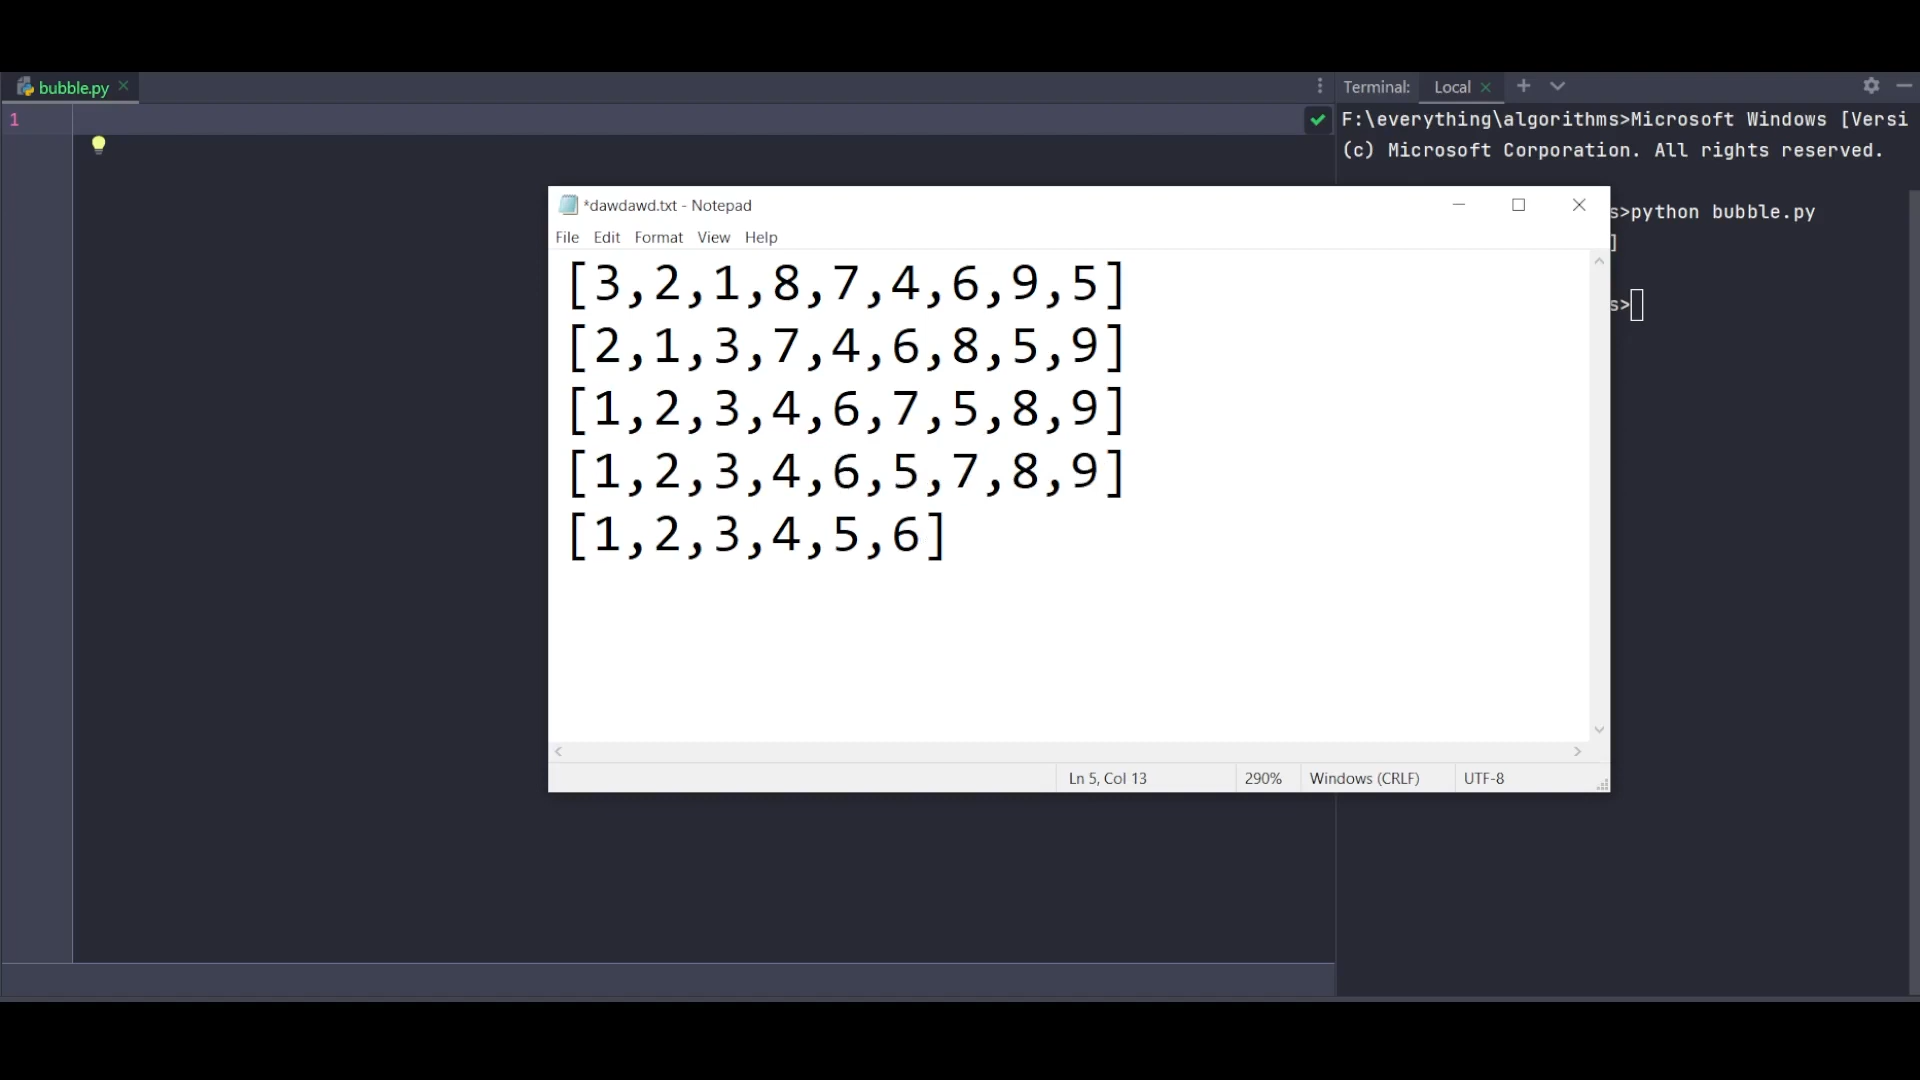 bubble.py
Terminal: Local
1
F:\everything\algorithms>Microsoft Windows [Versi
(c) Microsoft Corporation. All rights reserved.
*dawdawd.txt - Notepad
s>python bubble.py
File Edit Format View Help
]
[3,2,1,8,7,4,6,9,5]
s>
[2,1,3,7,4,6,8,5,9]
[1,2,3,4,6,7,5,8,9]
[1,2,3,4,6,5,7,8,9]
[1,2,3,4,5,6]
Ln 5, Col 13 290% Windows (CRLF) UTF-8